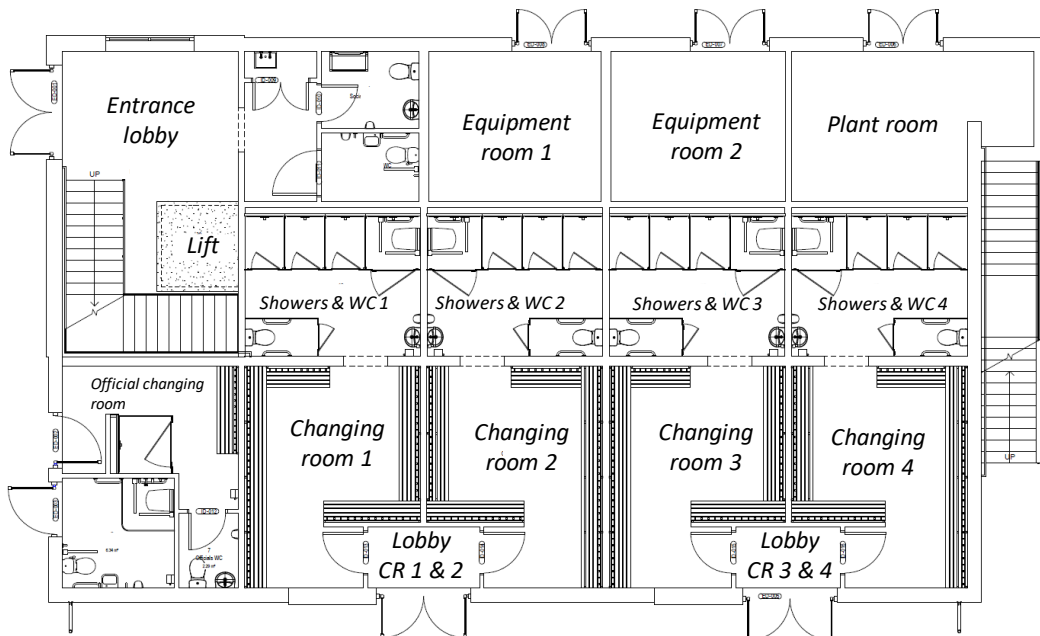 Entrance
lobby
Equipment
room 1
Equipment
room 2
Plant room
UP
Lift
Showers & WC 1
Showers & WC 2
Showers & WC 3
Showers & WC 4
Official changing
room
Changing
room 1
Changing
room 2
Changing
room 3
Changing
room 4
UP
Lobby
CR 1 & 2
Lobby
CR 3 & 4